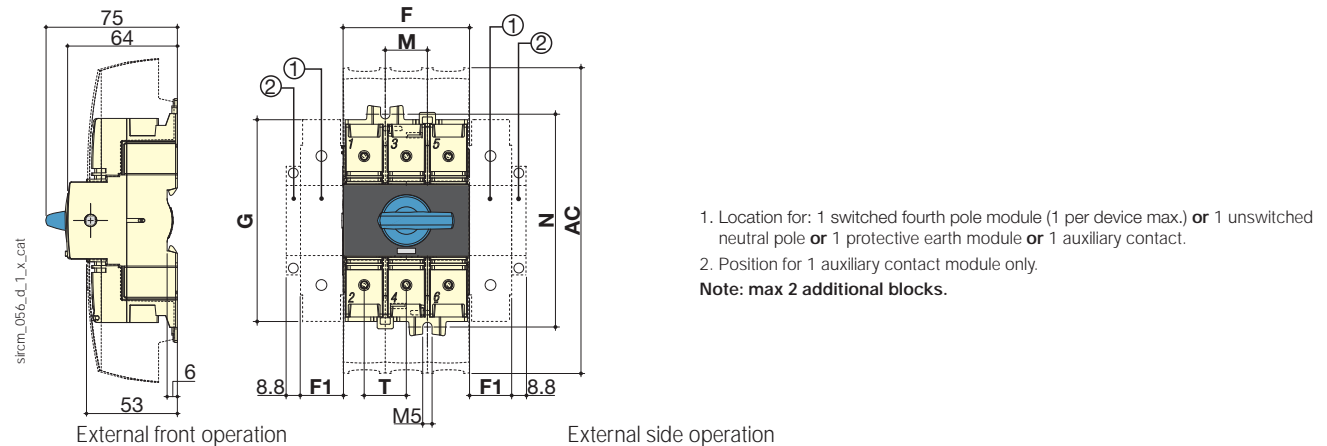 75
64
F
M
1
2
1
2
1
3
5
G
N
AC
2
4
6
6
53
8.8
F1
T
F1
8.8
M5
sircm_056_d_1_x_cat
1. Location for: 1 switched fourth pole module (1 per device max.) or 1 unswitched
neutral pole or 1 protective earth module or 1 auxiliary contact.
2. Position for 1 auxiliary contact module only.
Note: max 2 additional blocks.
External front operation
External side operation